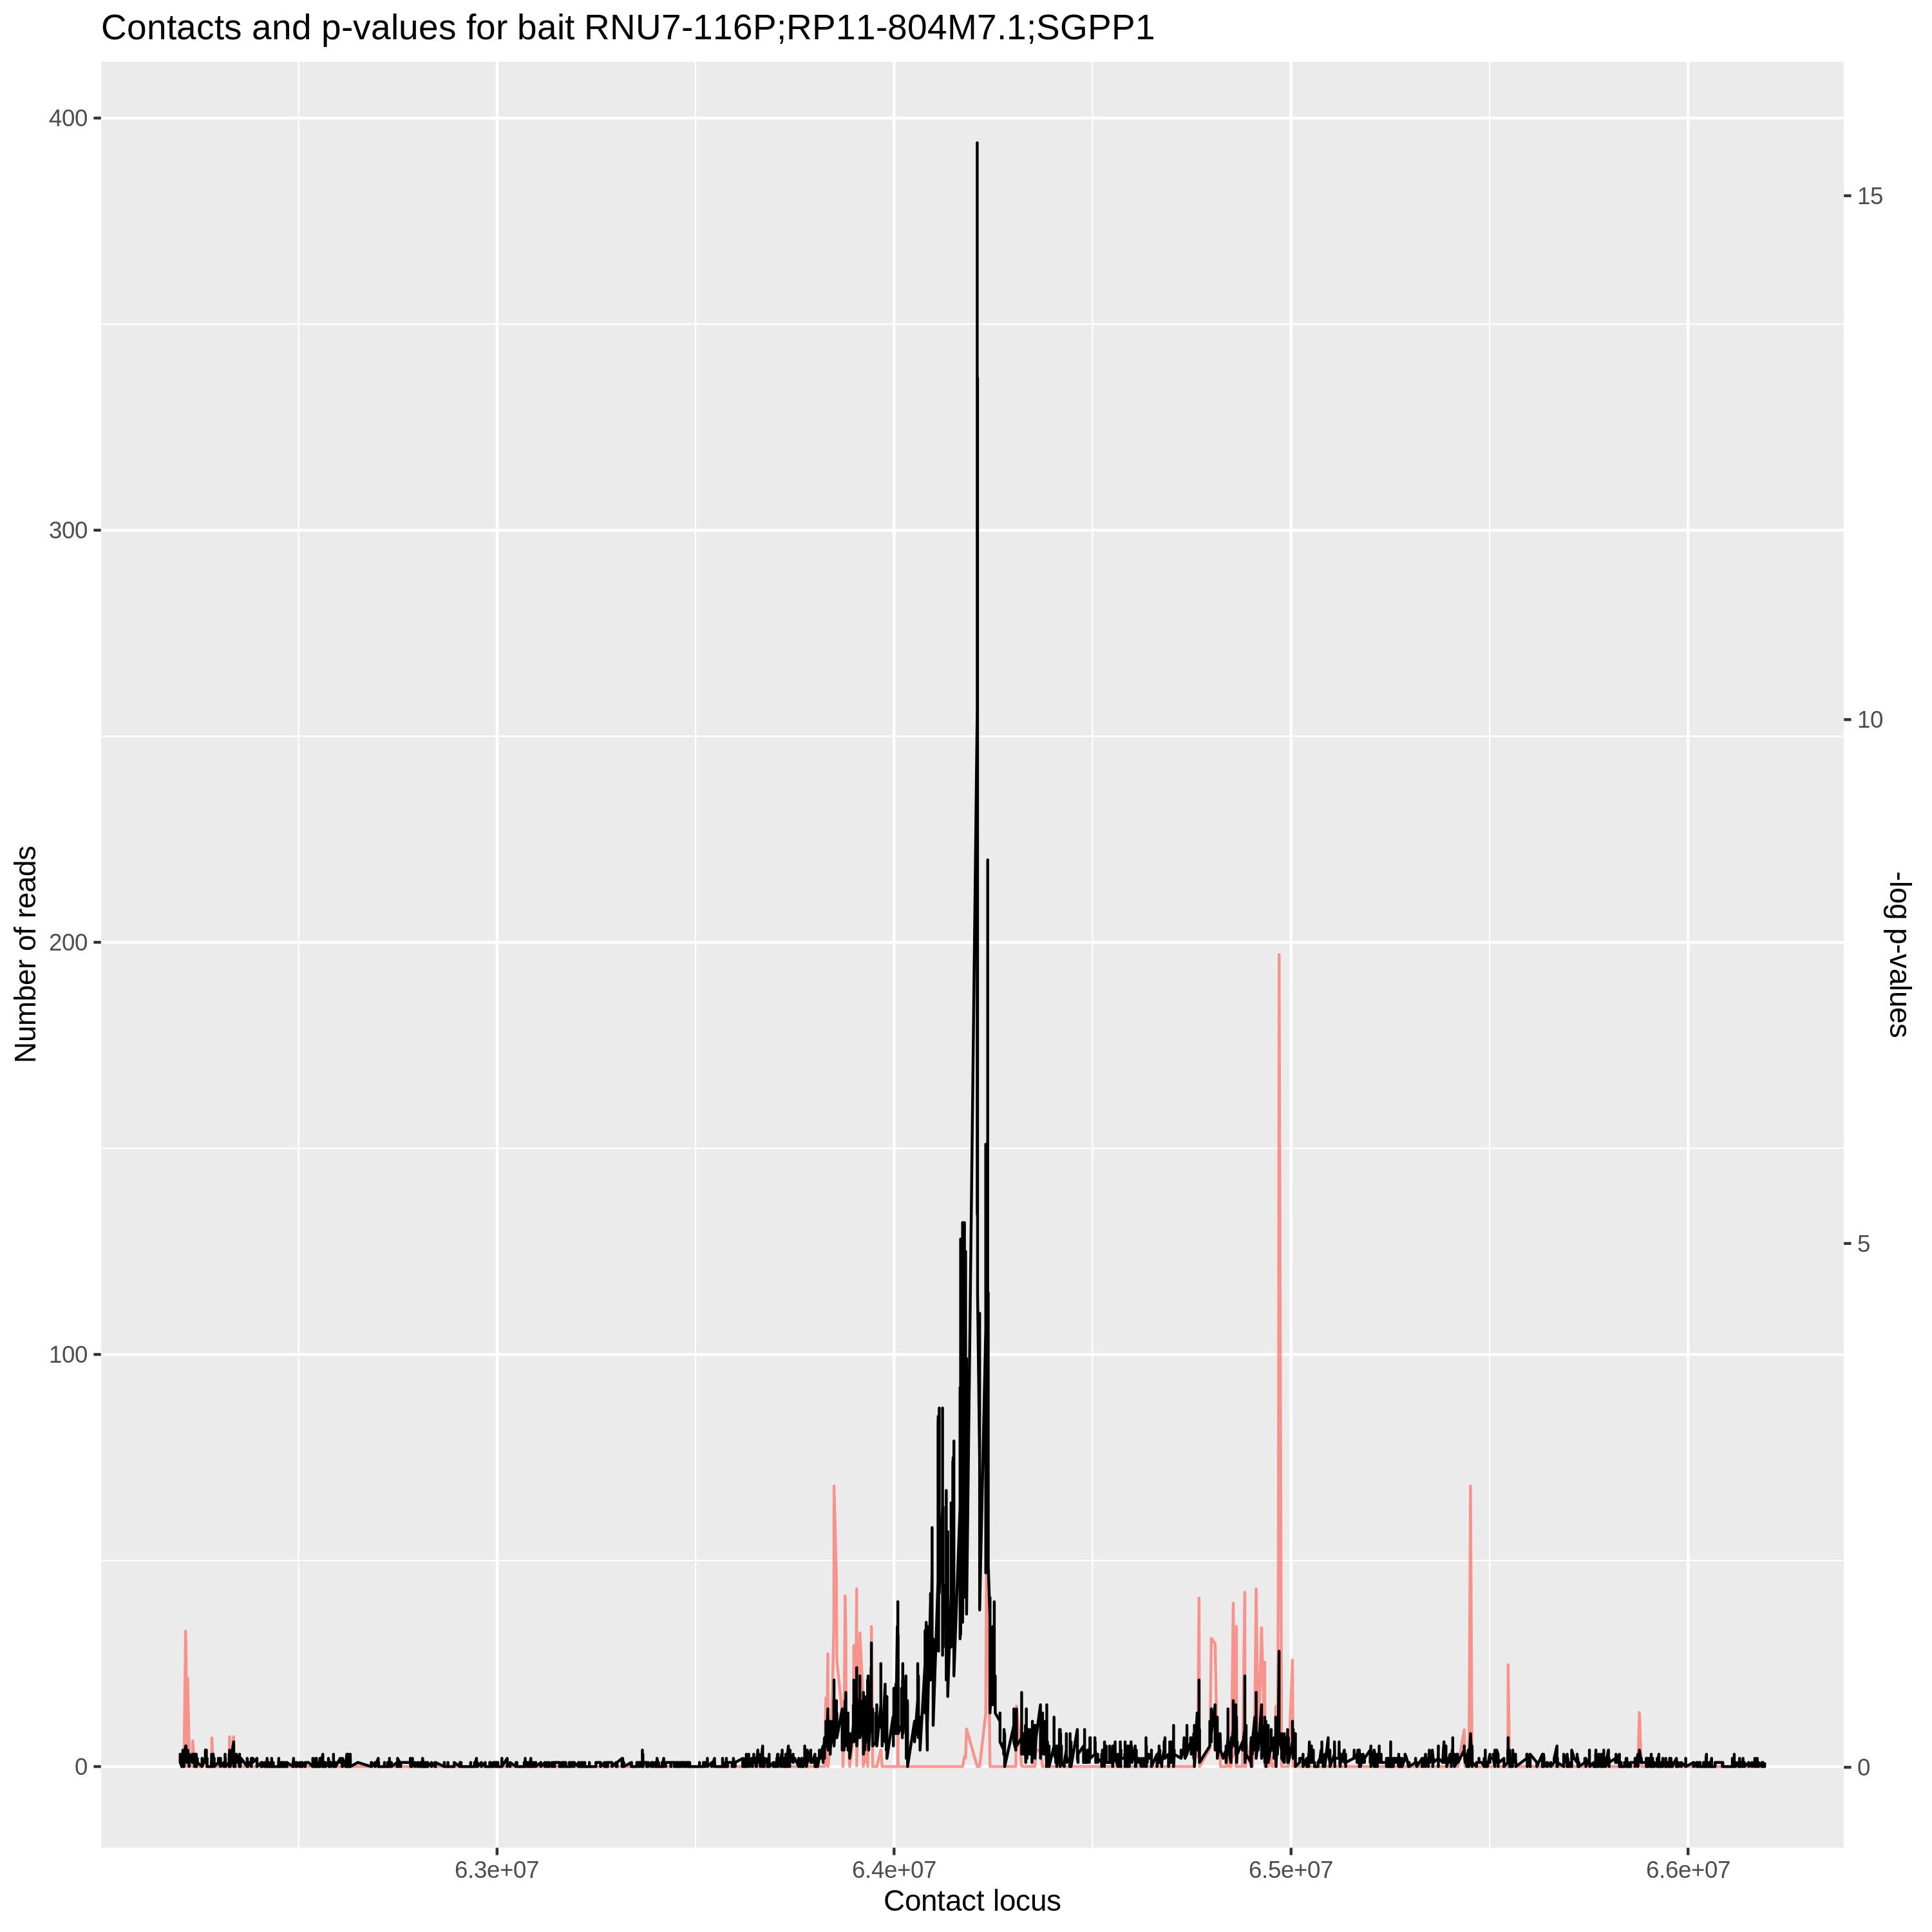 Contacts and p-values for bait RNU7-116P;RP11-804M7.1;SGPP1
400
300
200
100
0
Number of reads
15
10
5
0
-log p-values
6.3e+07
6.4e+07
6.5e+07
6.6e+07
Contact locus